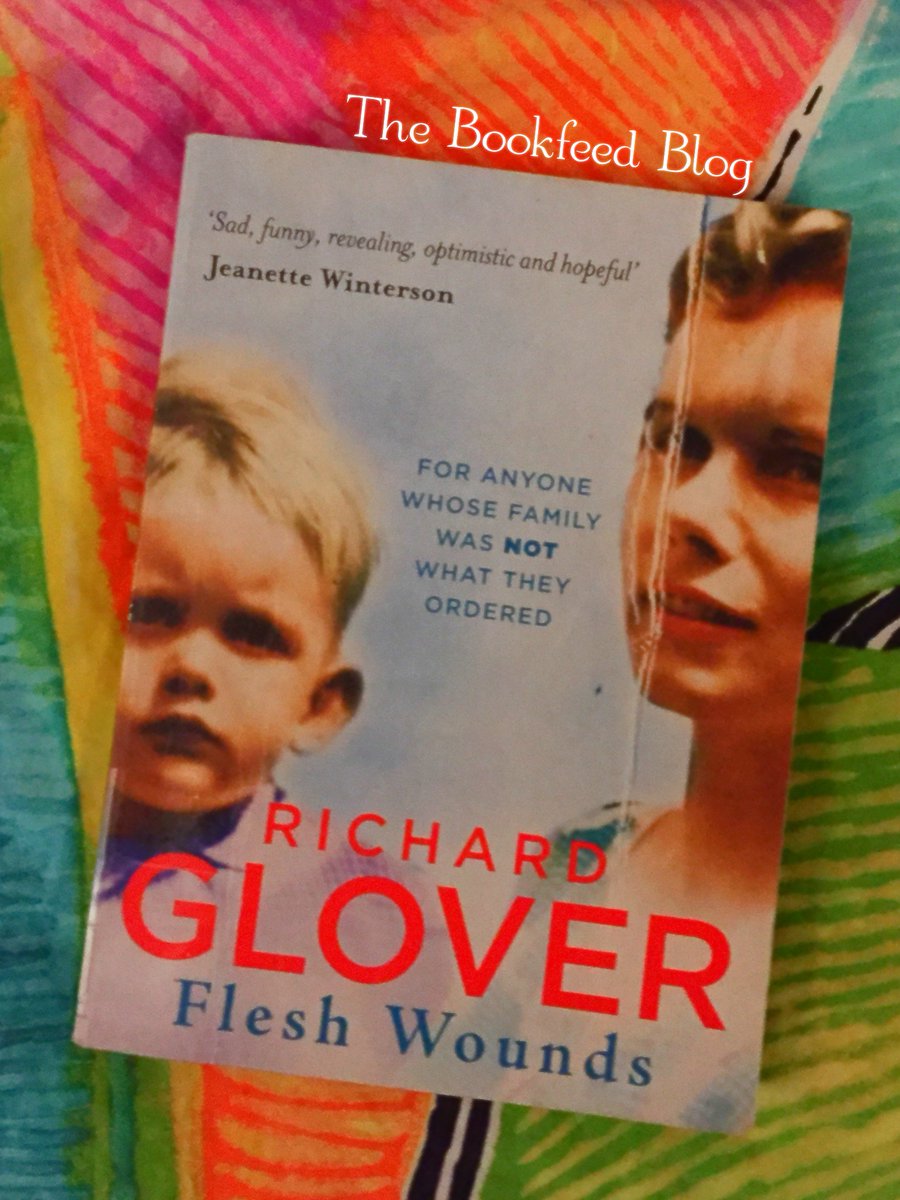 The Bookfeed Blog
‘Sad, funny, revealing, optimistic and hopeful’
Jeanette Winterson
FOR ANYONE
WHOSE FAMILY
WAS NOT
WHAT THEY
ORDERED
RICHARD
GLOVER
Flesh Wounds